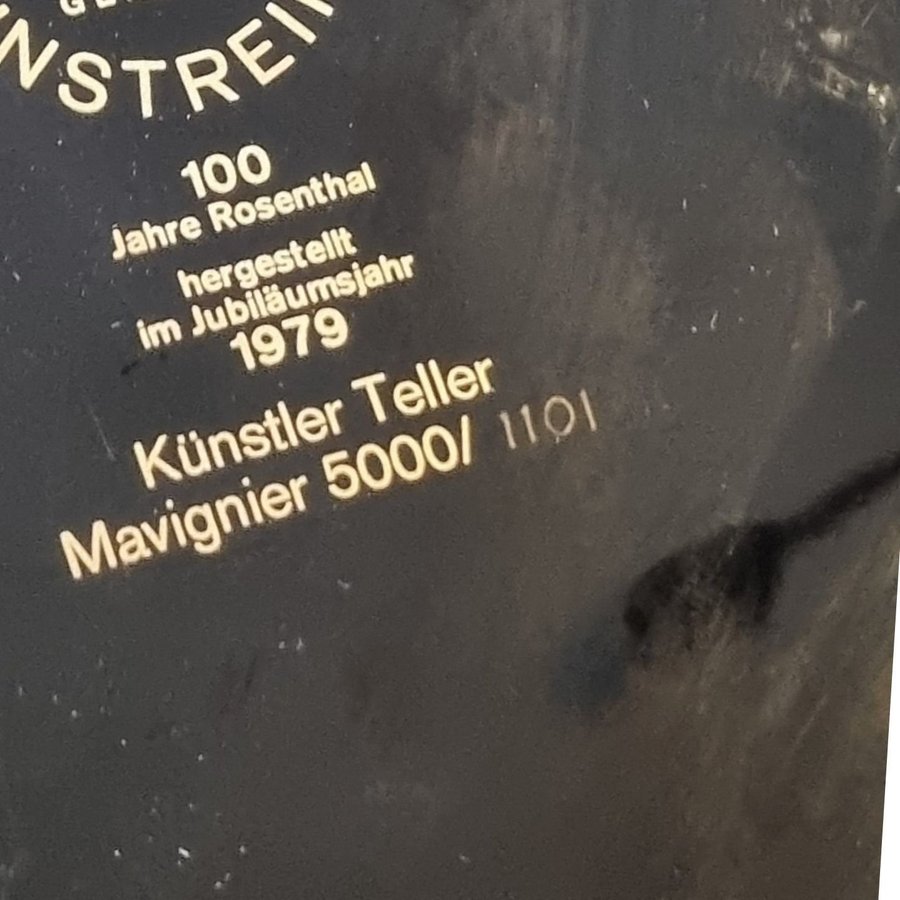 NSTREI
100
Jahre Rosenthal
hergestellt
im Jubiläumsjahr
1979
Künstler Teller
Mavignier 5000/ 1101